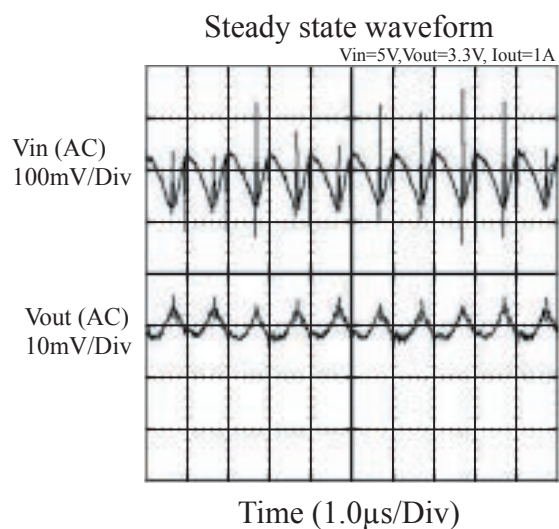 Steady state waveform
Vin=5V,Vout=3.3V, Iout=1A
Vin (AC)
100mV/Div
Vout (AC)
10mV/Div
Time (1.0µs/Div)